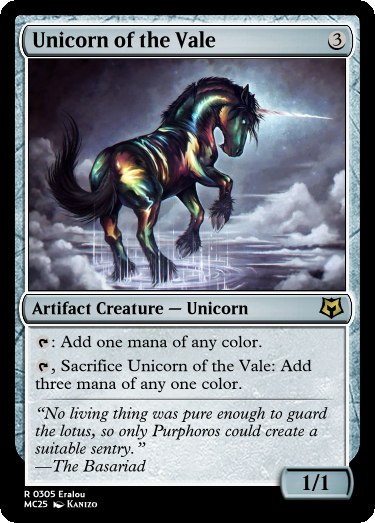 Unicorn of the Vale 3
Artifact Creature — Unicorn
: Add one mana of any color.
, Sacrifice Unicorn of the Vale: Add
three mana of any one color.
“No living thing was pure enough to guard
the lotus, so only Purphoros could create a
suitable sentry.”
—The Basariad
1/1
R 0305 Eralou
MC25 Kanizo